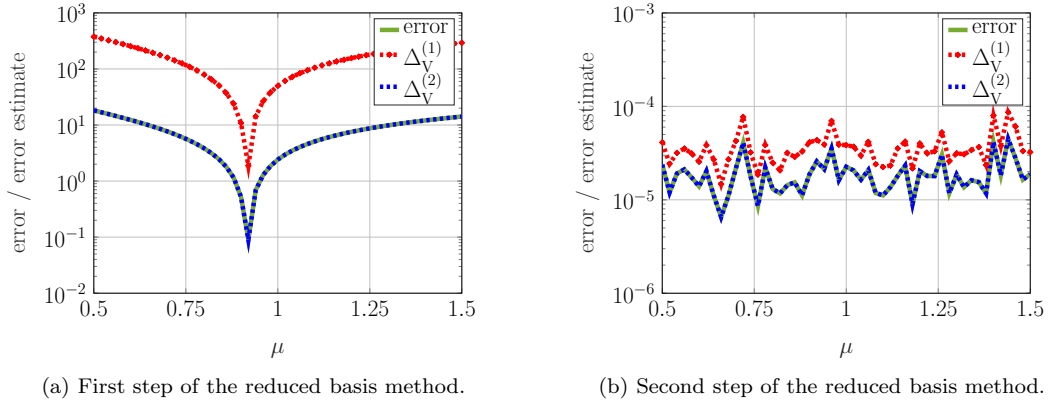 error / error estimate
10^3
10^2
10^1
10^0
10^-1
10^-2
error
Δ_V^(1)
Δ_V^(2)
0.5 0.75 1 1.25 1.5
μ
(a) First step of the reduced basis method.
error / error estimate
10^-3
10^-4
10^-5
10^-6
error
Δ_V^(1)
Δ_V^(2)
0.5 0.75 1 1.25 1.5
μ
(b) Second step of the reduced basis method.